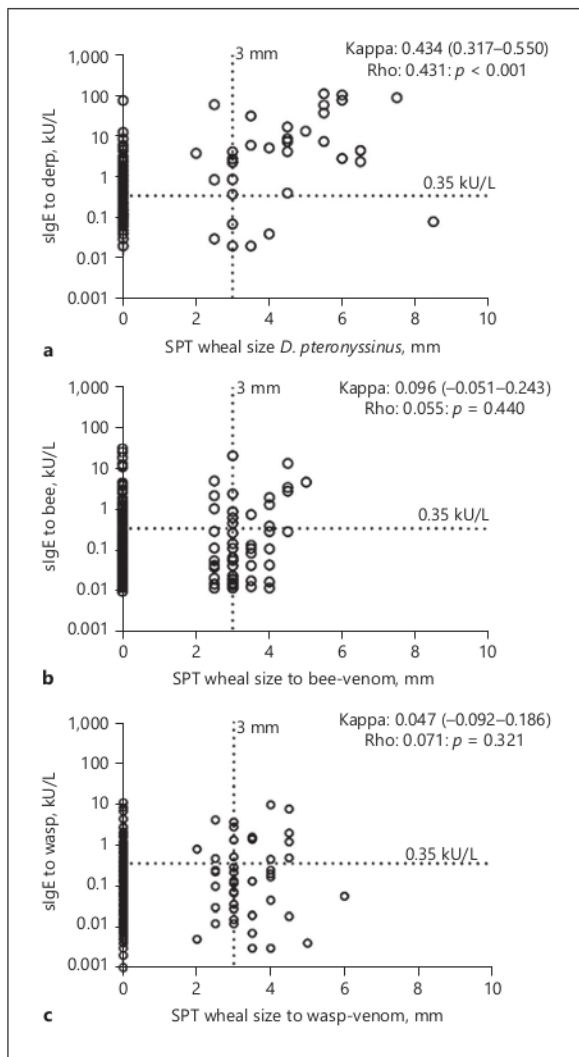 1,000
100
10
1
0.1
0.01
0.001
sIgE to derp, kU/L
3 mm
Kappa: 0.434 (0.317–0.550)
Rho: 0.431: p < 0.001
0.35 kU/L
0 2 4 6 8 10
a SPT wheal size D. pteronyssinus, mm
1,000
100
10
1
0.1
0.01
0.001
sIgE to bee, kU/L
3 mm
Kappa: 0.096 (–0.051–0.243)
Rho: 0.055: p = 0.440
0.35 kU/L
0 2 4 6 8 10
b SPT wheal size to bee-venom, mm
1,000
100
10
1
0.1
0.01
0.001
sIgE to wasp, kU/L
3 mm
Kappa: 0.047 (–0.092–0.186)
Rho: 0.071: p = 0.321
0.35 kU/L
0 2 4 6 8 10
c SPT wheal size to wasp-venom, mm